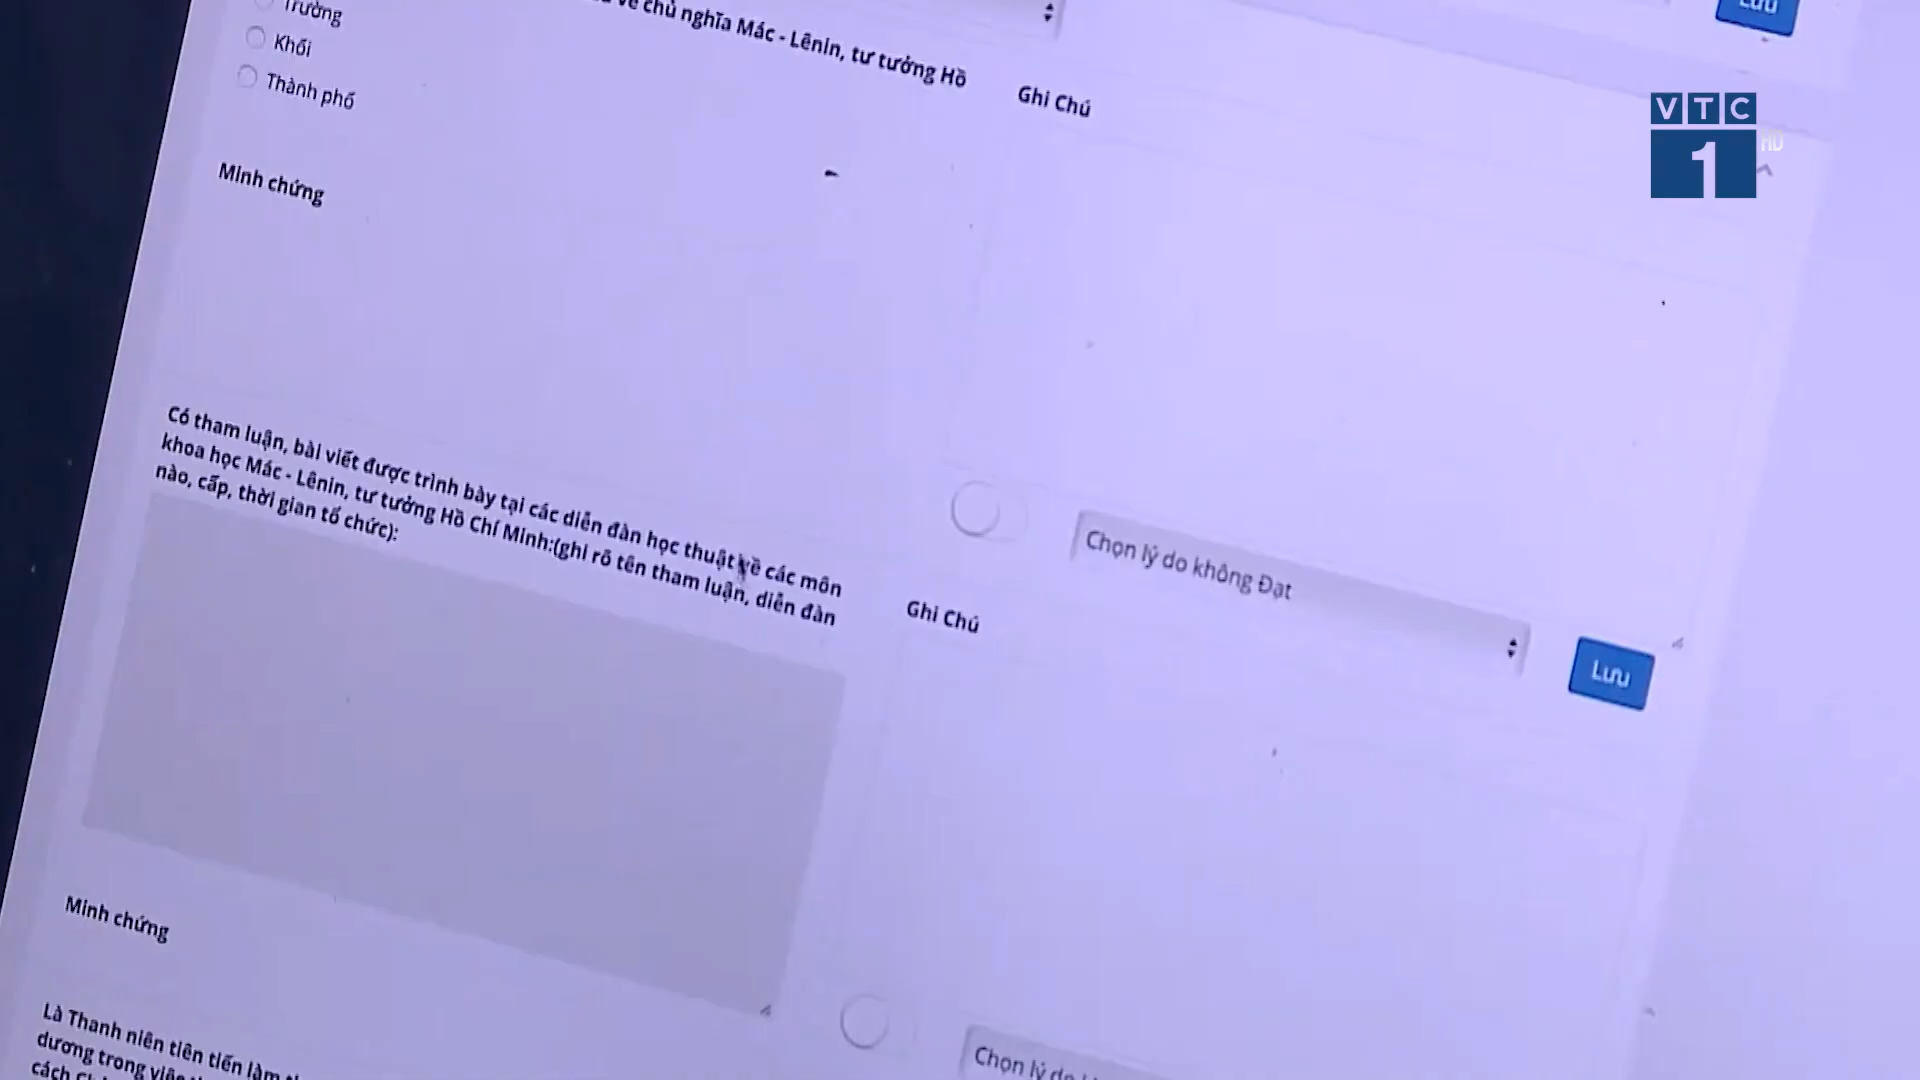 Trường
Khối
Thành phố
về chủ nghĩa Mác - Lênin, tư tưởng Hồ
Ghi Chú
Lưu
VTC
1
HD
Minh chứng
Có tham luận, bài viết được trình bày tại các diễn đàn học thuật về các môn
khoa học Mác - Lênin, tư tưởng Hồ Chí Minh:(ghi rõ tên tham luận, diễn đàn
nào, cấp, thời gian tổ chức):
Chọn lý do không Đạt
Ghi Chú
Lưu
Minh chứng
Chọn lý do
Là Thanh niên tiên tiến làm
dương trong việc
cách